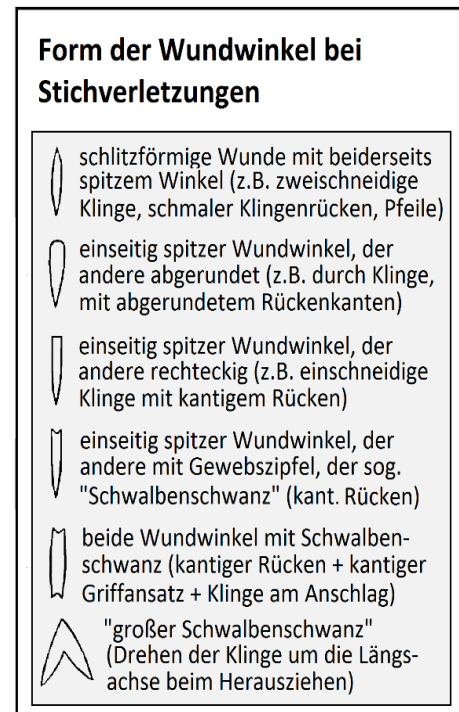 Form der Wundwinkel bei
Stichverletzungen
schlitzförmige Wunde mit beiderseits
spitzem Winkel (z.B. zweischneidige
Klinge, schmaler Klingenrücken, Pfeile)
einseitig spitzer Wundwinkel, der
andere abgerundet (z.B. durch Klinge,
mit abgerundetem Rückenkanten)
einseitig spitzer Wundwinkel, der
andere rechteckig (z.B. einschneidige
Klinge mit kantigem Rücken)
einseitig spitzer Wundwinkel, der
andere mit Gewebszipfel, der sog.
"Schwalbenschwanz" (kant. Rücken)
beide Wundwinkel mit Schwalben-
schwanz (kantiger Rücken + kantiger
Griffansatz + Klinge am Anschlag)
"großer Schwalbenschwanz"
(Drehen der Klinge um die Längs-
achse beim Herausziehen)